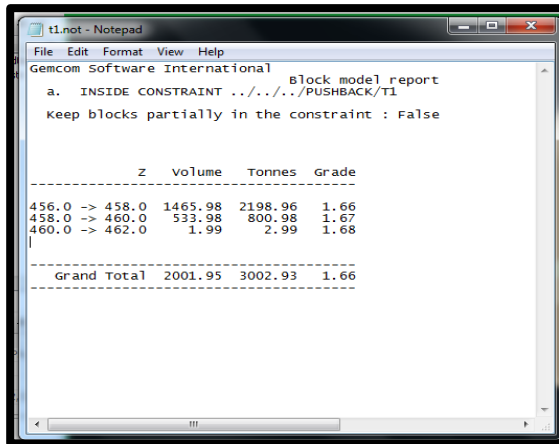 t1.not - Notepad
File Edit Format View Help
Gemcom Software International
Block model report
a. INSIDE CONSTRAINT ../../../PUSHBACK/T1
Keep blocks partially in the constraint : False
Z Volume Tonnes Grade
-----------------------------------------
456.0 -> 458.0 1465.98 2198.96 1.66
458.0 -> 460.0 533.98 800.98 1.67
460.0 -> 462.0 1.99 2.99 1.68
-----------------------------------------
Grand Total 2001.95 3002.93 1.66
-----------------------------------------